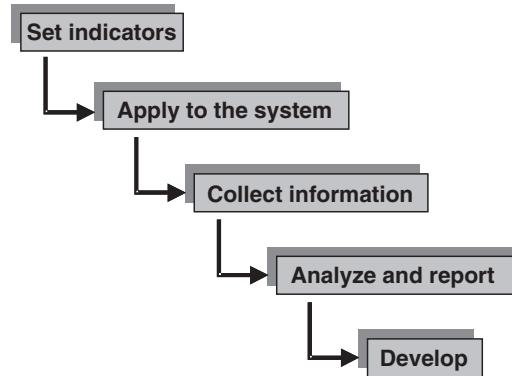 Set indicators
Apply to the system
Collect information
Analyze and report
Develop